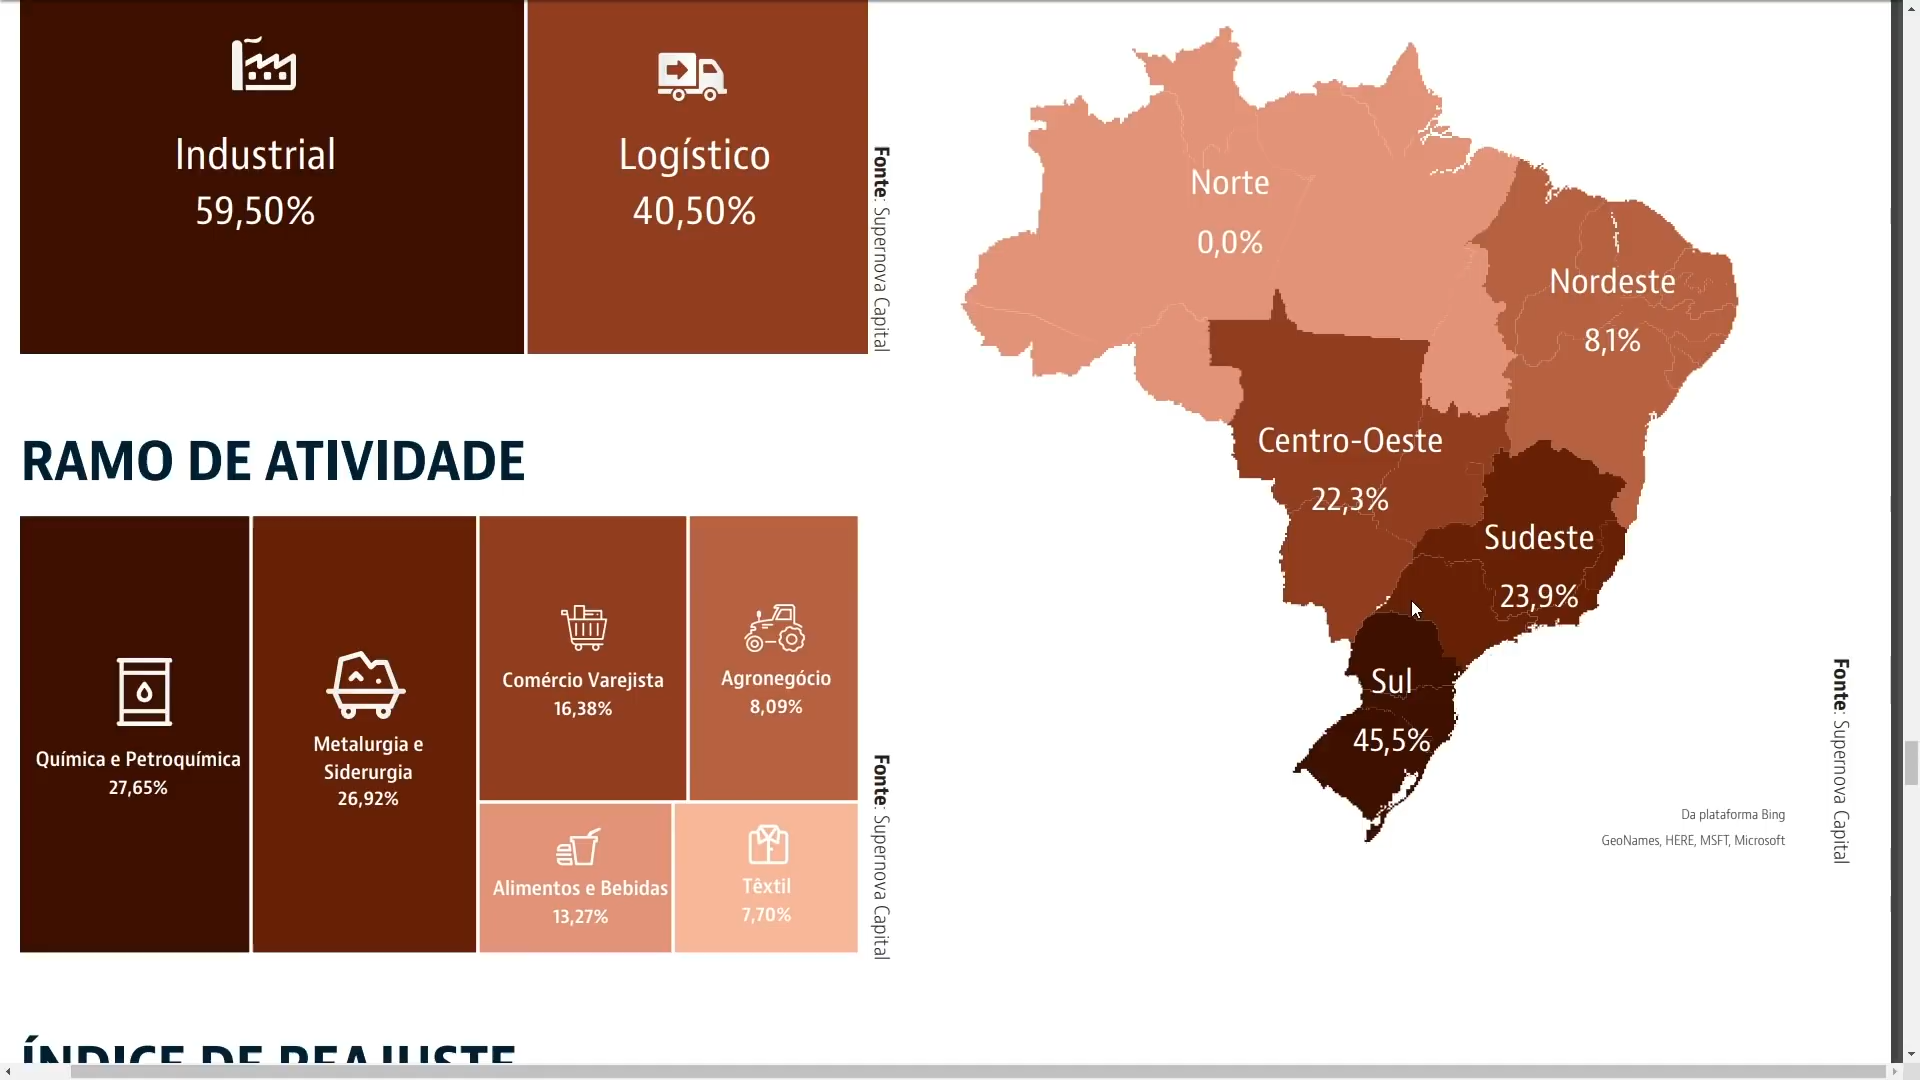 Industrial
59,50%
Logístico
40,50%
Fonte: Supernova Capital
RAMO DE ATIVIDADE
Química e Petroquímica
27,65%
Metalurgia e
Siderurgia
26,92%
Comércio Varejista
16,38%
Agronegócio
8,09%
Alimentos e Bebidas
13,27%
Têxtil
7,70%
Fonte: Supernova Capital
ÍNDICE DE REAJUSTE
Norte
0,0%
Nordeste
8,1%
Centro-Oeste
22,3%
Sudeste
23,9%
Sul
45,5%
Da plataforma Bing
GeoNames, HERE, MSFT, Microsoft
Fonte: Supernova Capital